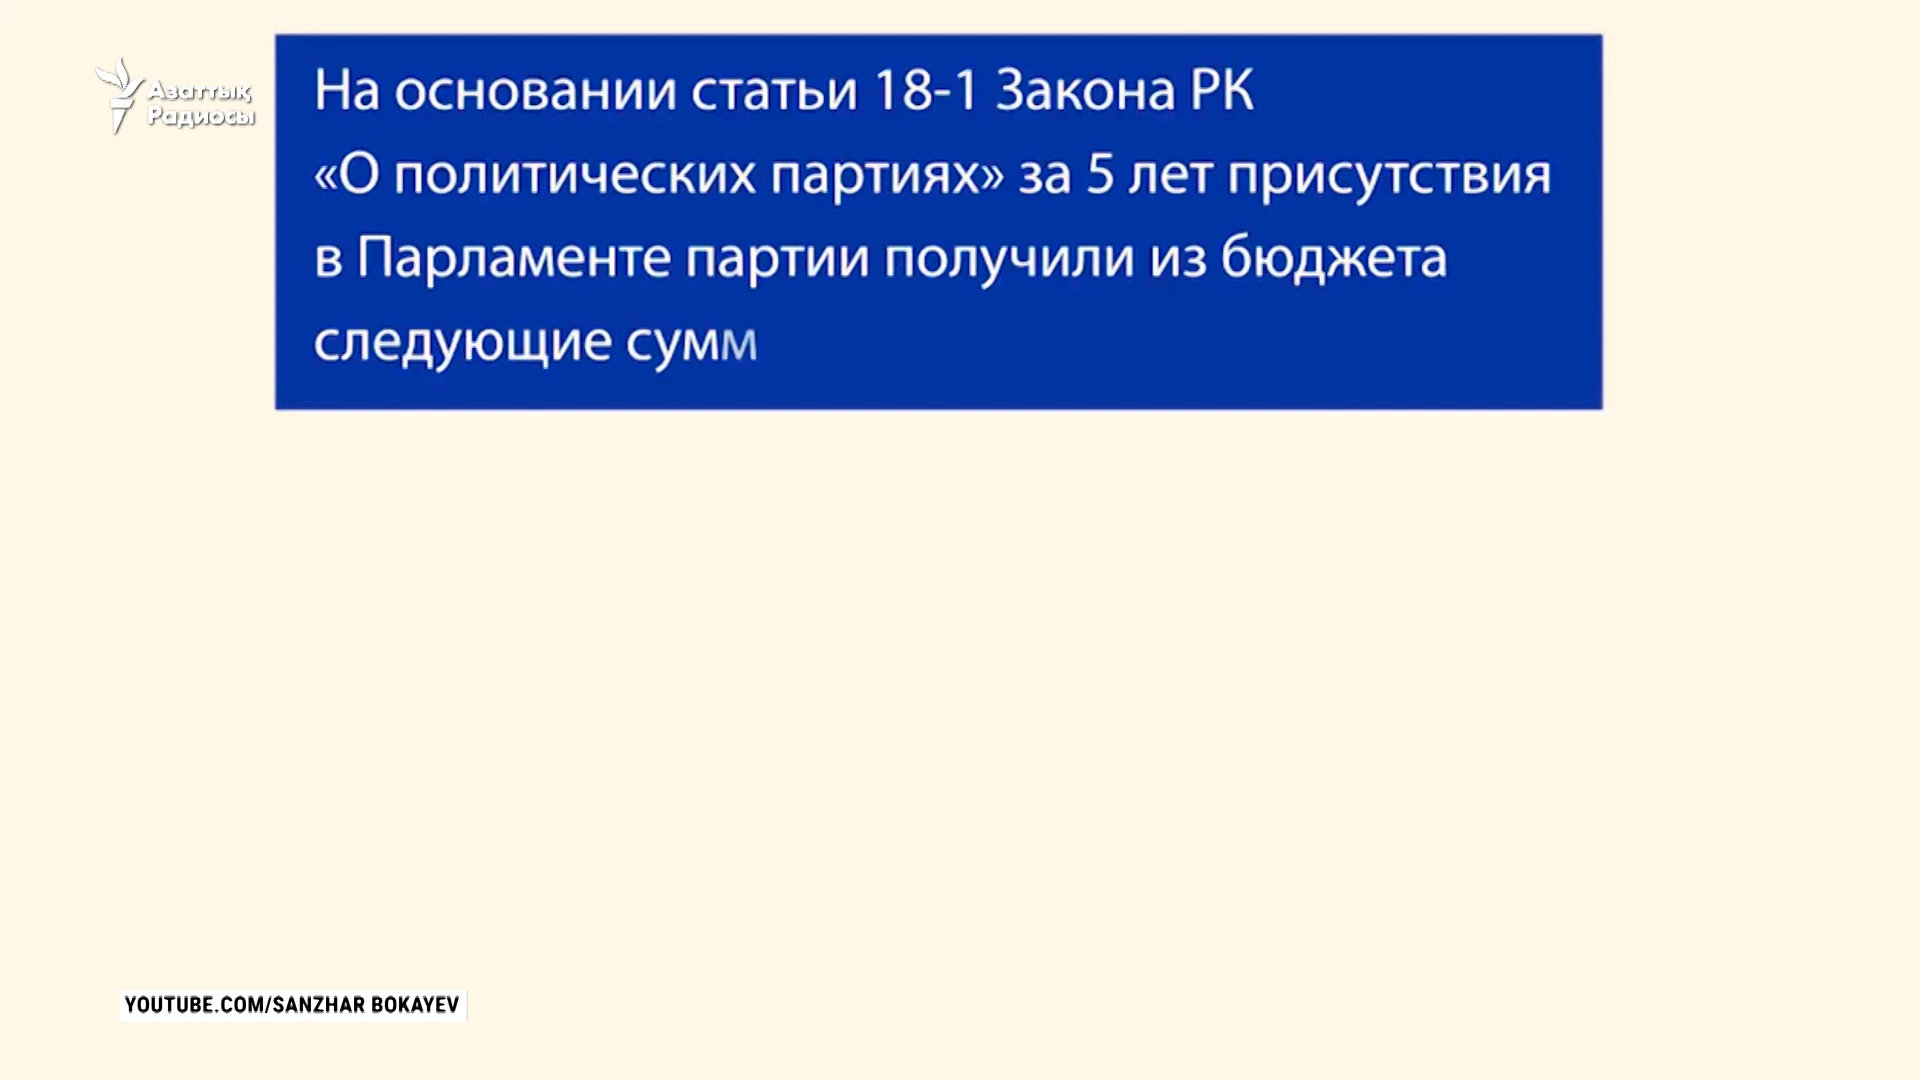 Азаттық
Радиосы
На основании статьи 18-1 Закона РК
«О политических партиях» за 5 лет присутствия
в Парламенте партии получили из бюджета
следующие сумм
YOUTUBE.COM/SANZHAR BOKAYEV